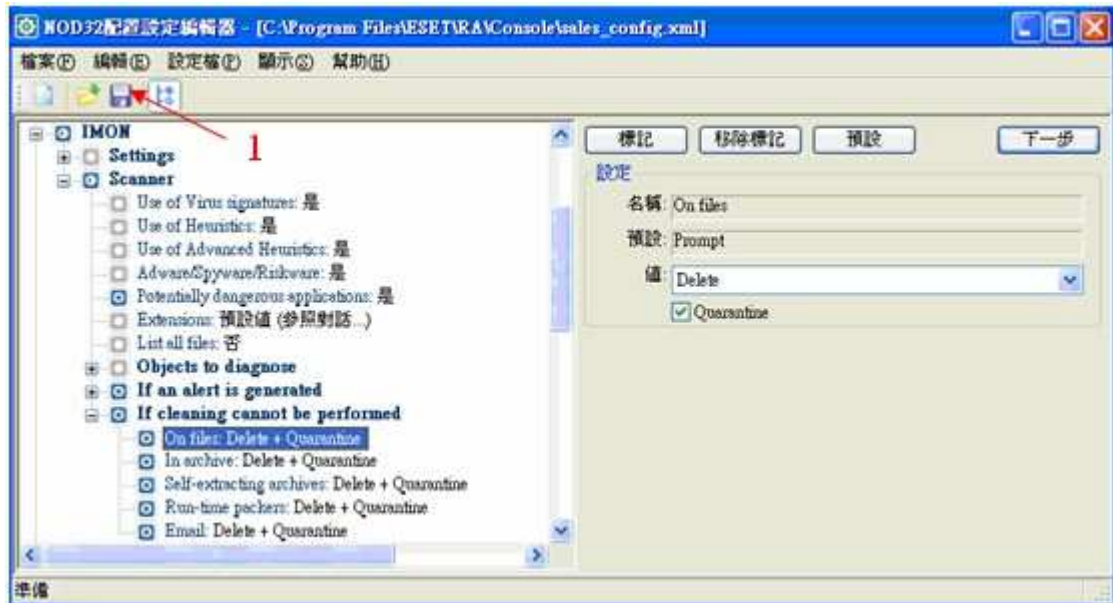 NOD32配置設定編輯器 - [C:\Program Files\ESET\RA\Console\sales_config.xml]
檔案(F) 編輯(E) 設定檔(P) 顯示(S) 幫助(H)
1
IMON
Settings
Scanner
Use of Virus signatures: 是
Use of Heuristics: 是
Use of Advanced Heuristics: 是
Adware/Spyware/Riskware: 是
Potentially dangerous applications: 是
Extensions: 預設值 (參照對話...)
List all files: 否
Objects to diagnose
If an alert is generated
If cleaning cannot be performed
On files: Delete + Quarantine
In archive: Delete + Quarantine
Self-extracting archives: Delete + Quarantine
Run-time packers: Delete + Quarantine
Email: Delete + Quarantine
標記 移除標記 預設 下一步
設定
名稱: On files
預設: Prompt
值: Delete
Quarantine
準備